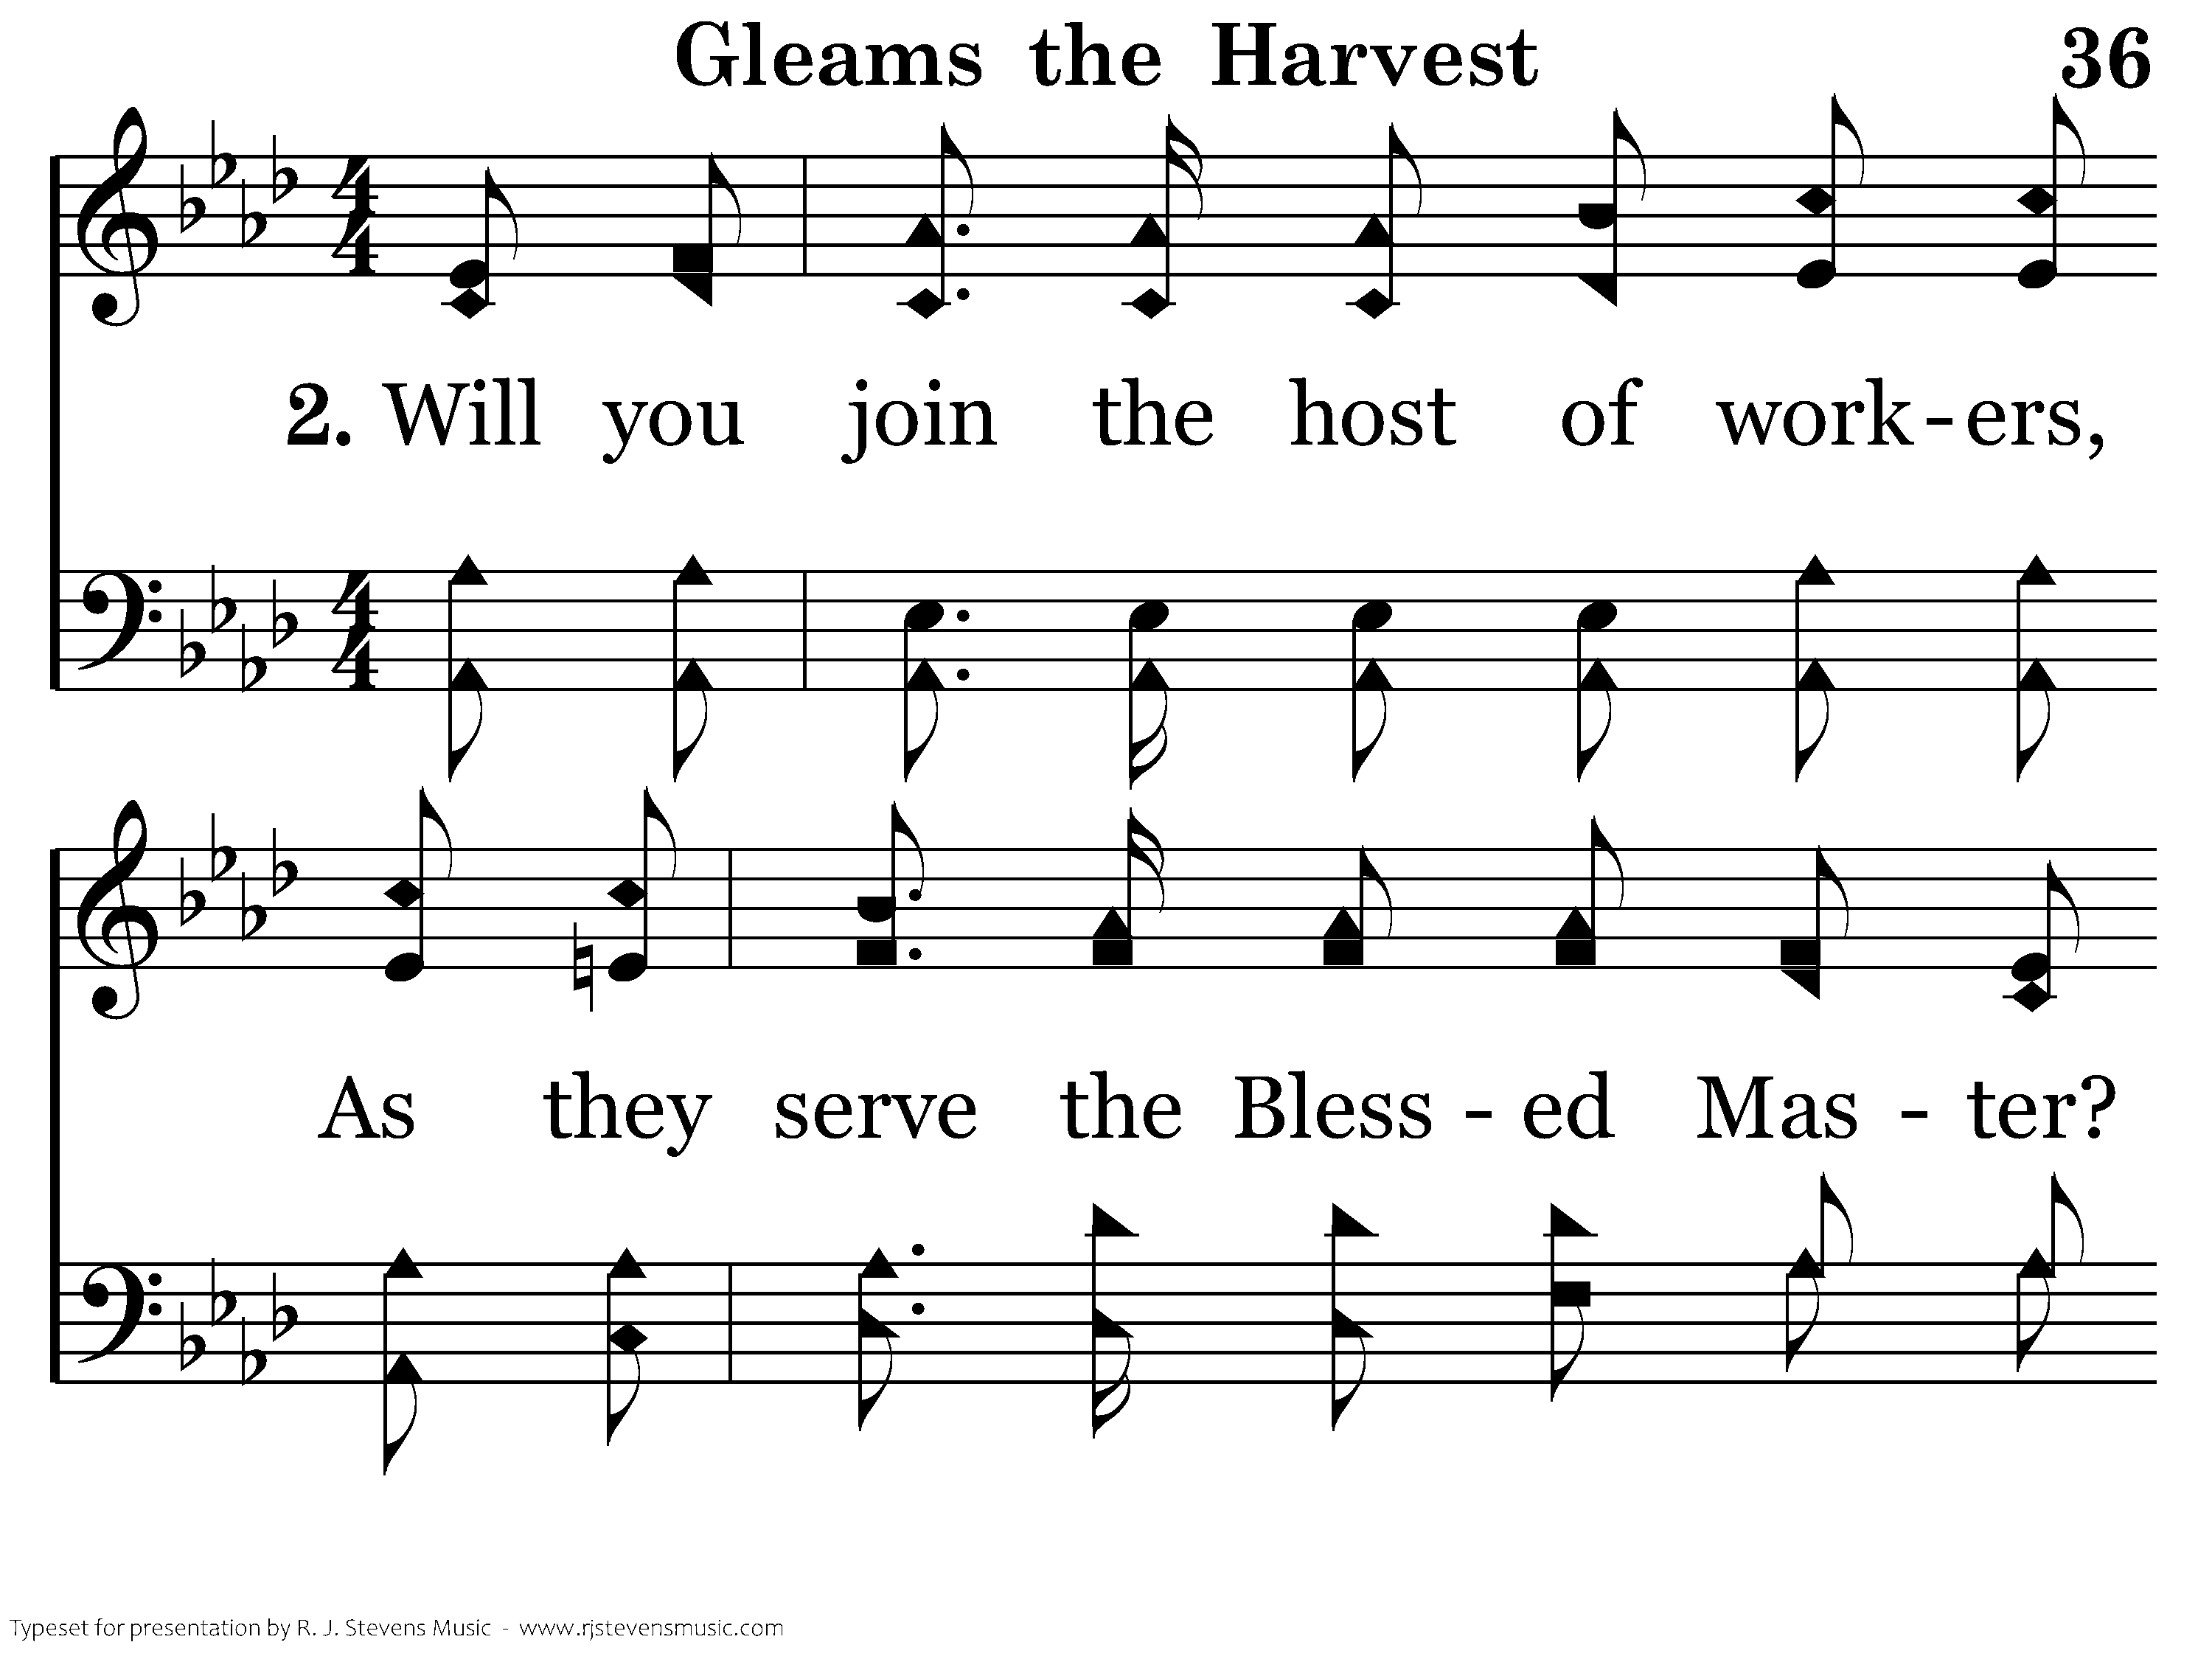 Gleams the Harvest 36
2. Will you join the host of work-ers,
As they serve the Bless - ed Mas - ter?
Typeset for presentation by R. J. Stevens Music - www.rjstevensmusic.com